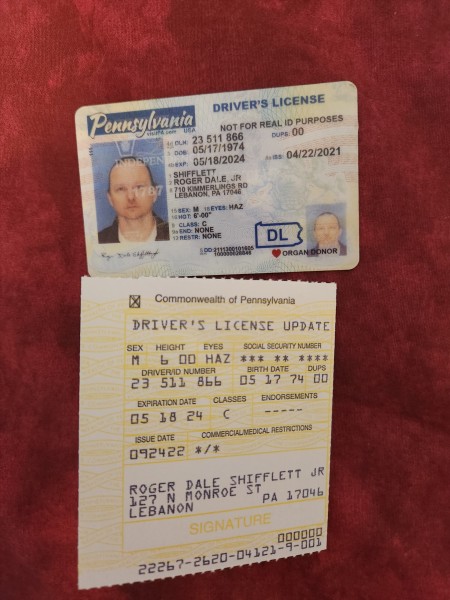 Pennsylvania
visitPA.com USA
DRIVER'S LICENSE
NOT FOR REAL ID PURPOSES
DLN: 23 511 866
DUPS: 00
DOB: 05/17/1974
EXP: 05/18/2024
ISS: 04/22/2021
SHIFFLETT
ROGER DALE, JR
710 KIMMERLINGS RD
LEBANON, PA 17046
SEX: M EYES: HAZ
HGT: 6'-00"
CLASS: C
END: NONE
RESTR: NONE
DL
ORGAN DONOR
Commonwealth of Pennsylvania
DRIVER'S LICENSE UPDATE
SEX HEIGHT EYES SOCIAL SECURITY NUMBER
M 6 00 HAZ *** ** ****
DRIVER/ID NUMBER BIRTH DATE DUPS
23 511 866 05 17 74 00
EXPIRATION DATE CLASSES ENDORSEMENTS
05 18 24 C -----
ISSUE DATE COMMERCIAL/MEDICAL RESTRICTIONS
092422 */*
ROGER DALE SHIFFLETT JR
127 N MONROE ST
LEBANON PA 17046
SIGNATURE
000000
22267-2620-04121-9-001